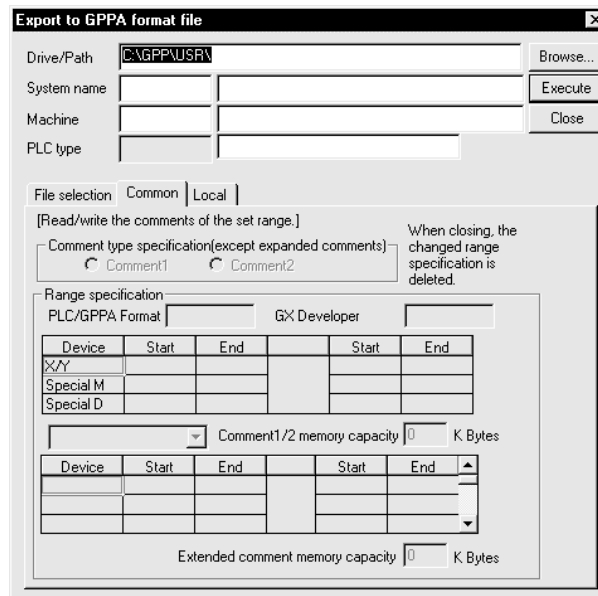 Export to GPPA format file
Drive/Path C:\GPP\USR\ Browse...
System name Execute
Machine Close
PLC type
File selection Common Local
[Read/write the comments of the set range.]
Comment type specification(except expanded comments)
Comment1 Comment2
When closing, the
changed range
specification is
deleted.
Range specification
PLC/GPPA Format GX Developer
Device Start End Start End
X/Y
Special M
Special D
Comment1/2 memory capacity 0 K Bytes
Device Start End Start End
Extended comment memory capacity 0 K Bytes